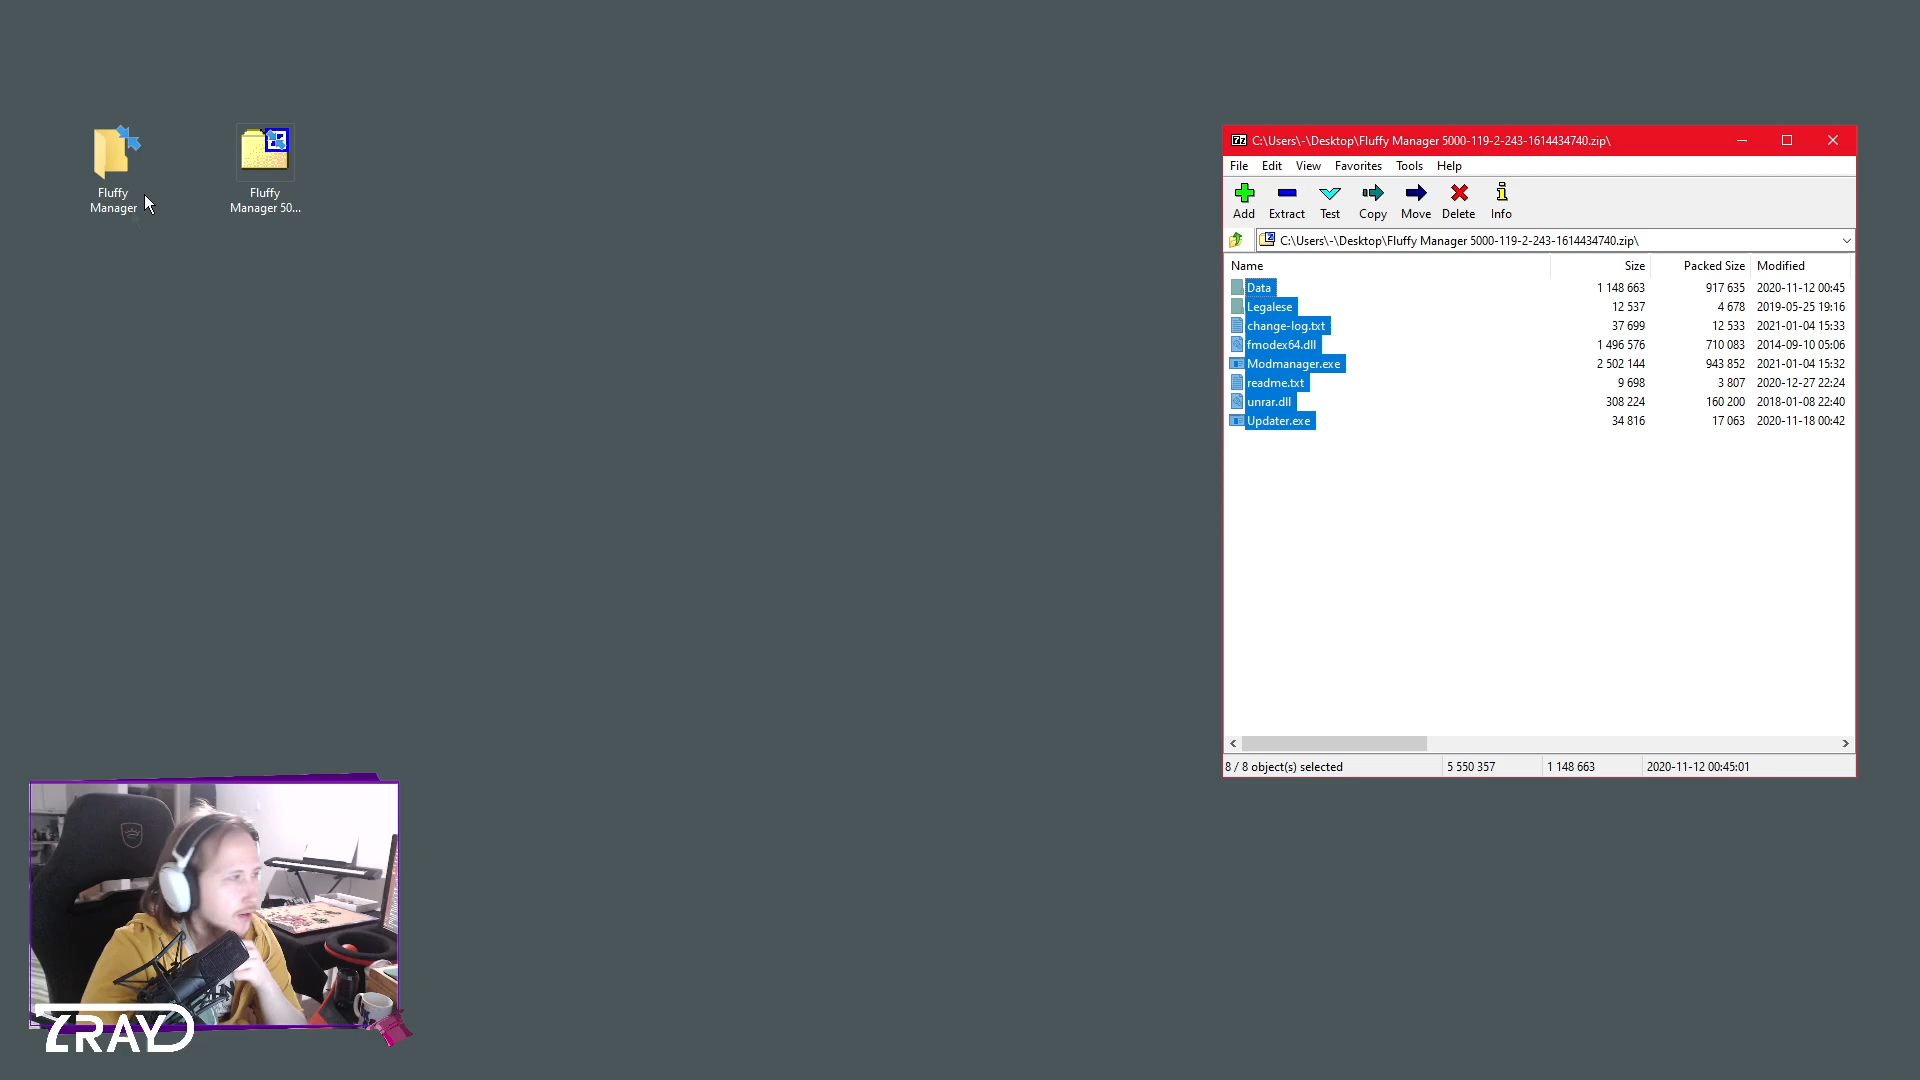 Fluffy
Manager
Fluffy
Manager 50...
C:\Users\-\Desktop\Fluffy Manager 5000-119-2-243-1614434740.zip\
File Edit View Favorites Tools Help
Add Extract Test Copy Move Delete Info
C:\Users\-\Desktop\Fluffy Manager 5000-119-2-243-1614434740.zip\
Name Size Packed Size Modified
Data 1 148 663 917 635 2020-11-12 00:45
Legalese 12 537 4 678 2019-05-25 19:16
change-log.txt 37 699 12 533 2021-01-04 15:33
fmodex64.dll 1 496 576 710 083 2014-09-10 05:06
Modmanager.exe 2 502 144 943 852 2021-01-04 15:32
readme.txt 9 698 3 807 2020-12-27 22:24
unrar.dll 308 224 160 200 2018-01-08 22:40
Updater.exe 34 816 17 063 2020-11-18 00:42
8 / 8 object(s) selected 5 550 357 1 148 663 2020-11-12 00:45:01
ZRAYD